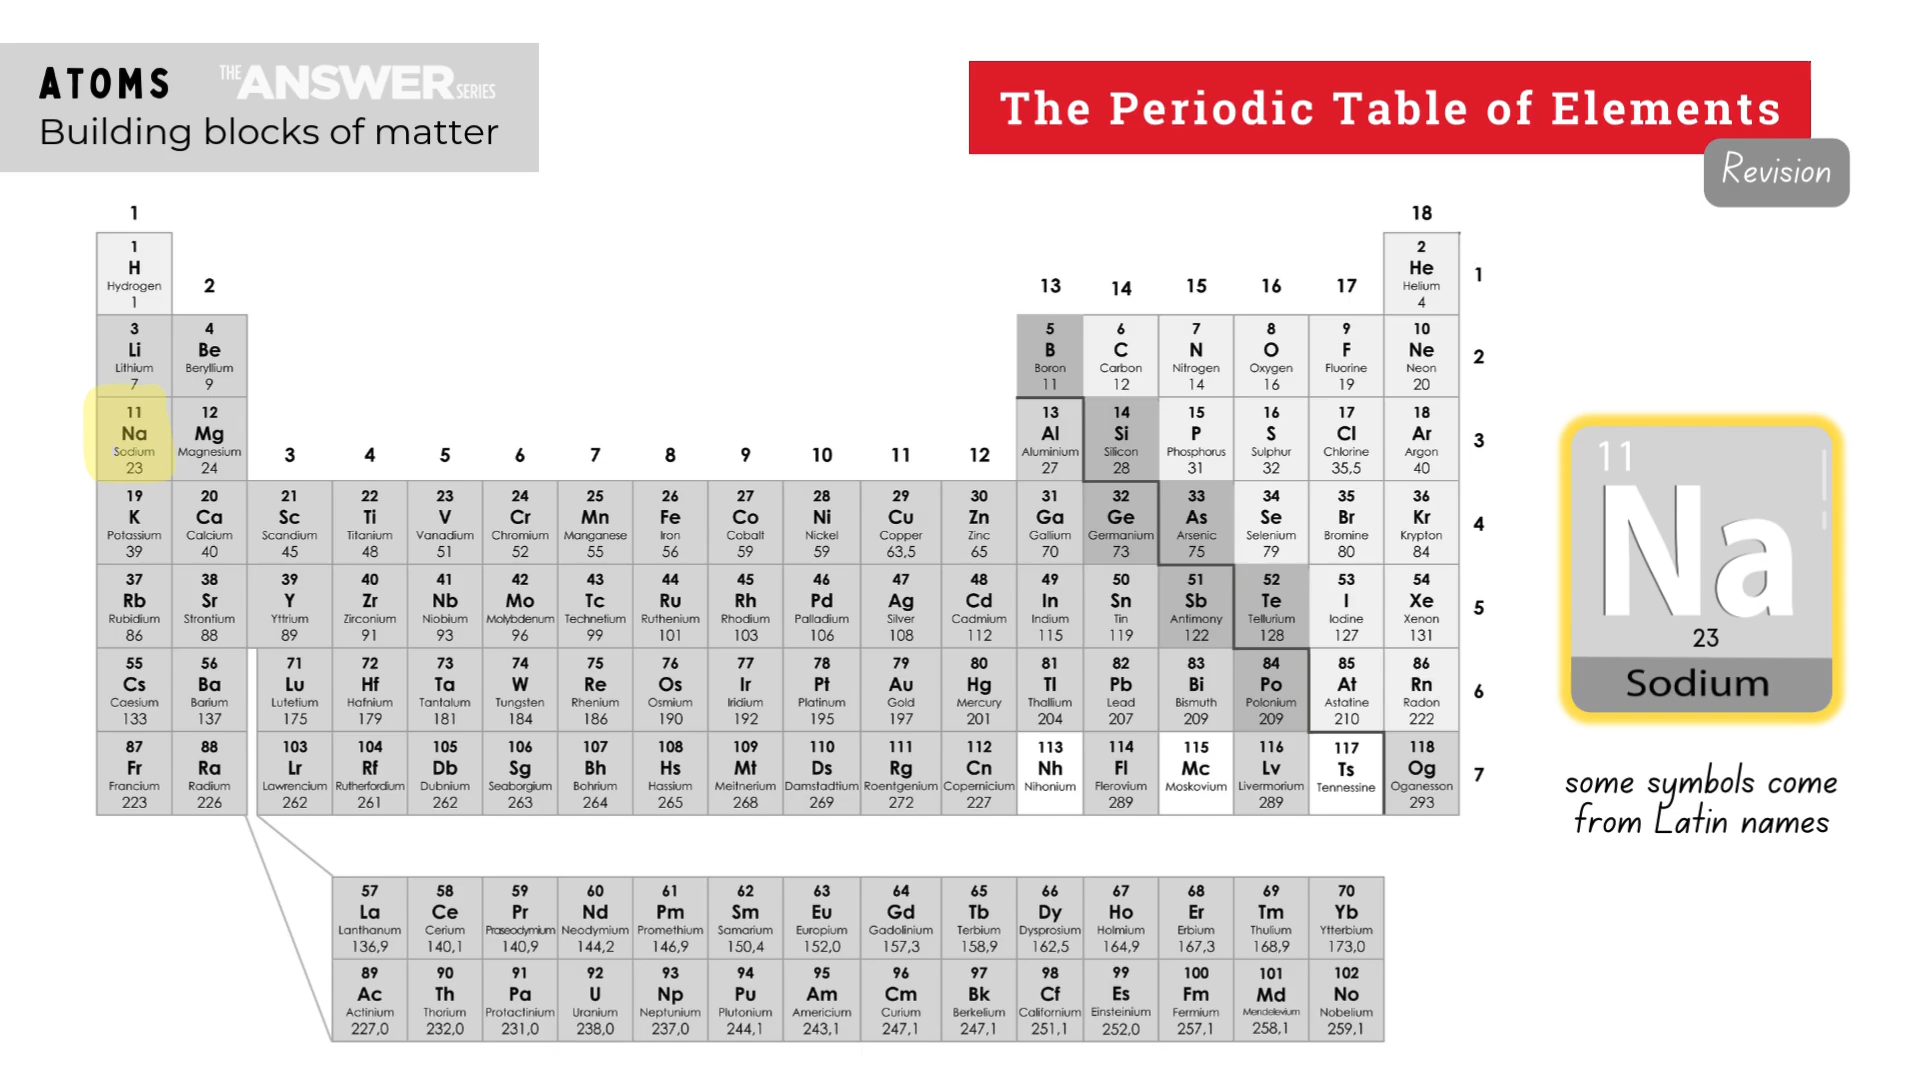 ATOMS THE ANSWER SERIES
Building blocks of matter
The Periodic Table of Elements
Revision
1 18
1 2
H He
Hydrogen 2 13 14 15 16 17 Helium 1
1 4
3 4 5 6 7 8 9 10
Li Be B C N O F Ne 2
Lithium Beryllium Boron Carbon Nitrogen Oxygen Fluorine Neon
7 9 11 12 14 16 19 20
11 12 13 14 15 16 17 18
Na Mg Al Si P S Cl Ar 3
Sodium Magnesium 3 4 5 6 7 8 9 10 11 12 Aluminium Silicon Phosphorus Sulphur Chlorine Argon
23 24 27 28 31 32 35,5 40
19 20 21 22 23 24 25 26 27 28 29 30 31 32 33 34 35 36
K Ca Sc Ti V Cr Mn Fe Co Ni Cu Zn Ga Ge As Se Br Kr 4
Potassium Calcium Scandium Titanium Vanadium Chromium Manganese Iron Cobalt Nickel Copper Zinc Gallium Germanium Arsenic Selenium Bromine Krypton
39 40 45 48 51 52 55 56 59 59 63,5 65 70 73 75 79 80 84
37 38 39 40 41 42 43 44 45 46 47 48 49 50 51 52 53 54
Rb Sr Y Zr Nb Mo Tc Ru Rh Pd Ag Cd In Sn Sb Te I Xe 5
Rubidium Strontium Yttrium Zirconium Niobium Molybdenum Technetium Ruthenium Rhodium Palladium Silver Cadmium Indium Tin Antimony Tellurium Iodine Xenon
86 88 89 91 93 96 99 101 103 106 108 112 115 119 122 128 127 131
55 56 71 72 73 74 75 76 77 78 79 80 81 82 83 84 85 86
Cs Ba Lu Hf Ta W Re Os Ir Pt Au Hg Tl Pb Bi Po At Rn 6
Caesium Barium Lutetium Hafnium Tantalum Tungsten Rhenium Osmium Iridium Platinum Gold Mercury Thallium Lead Bismuth Polonium Astatine Radon
133 137 175 179 181 184 186 190 192 195 197 201 204 207 209 209 210 222
87 88 103 104 105 106 107 108 109 110 111 112 113 114 115 116 117 118
Fr Ra Lr Rf Db Sg Bh Hs Mt Ds Rg Cn Nh Fl Mc Lv Ts Og 7
Francium Radium Lawrencium Rutherfordium Dubnium Seaborgium Bohrium Hassium Meitnerium Damstadtium Roentgenium Copernicium Nihonium Flerovium Moskovium Livermorium Tennessine Oganesson
223 226 262 261 262 263 264 265 268 269 272 227 289 289 293
57 58 59 60 61 62 63 64 65 66 67 68 69 70
La Ce Pr Nd Pm Sm Eu Gd Tb Dy Ho Er Tm Yb
Lanthanum Cerium Praseodymium Neodymium Promethium Samarium Europium Gadolinium Terbium Dysprosium Holmium Erbium Thulium Ytterbium
136,9 140,1 140,9 144,2 146,9 150,4 152,0 157,3 158,9 162,5 164,9 167,3 168,9 173,0
89 90 91 92 93 94 95 96 97 98 99 100 101 102
Ac Th Pa U Np Pu Am Cm Bk Cf Es Fm Md No
Actinium Thorium Protactinium Uranium Neptunium Plutonium Americium Curium Berkelium Californium Einsteinium Fermium Mendelevium Nobelium
227,0 232,0 231,0 238,0 237,0 244,1 243,1 247,1 247,1 251,1 252,0 257,1 258,1 259,1
11
Na
23
Sodium
some symbols come
from Latin names